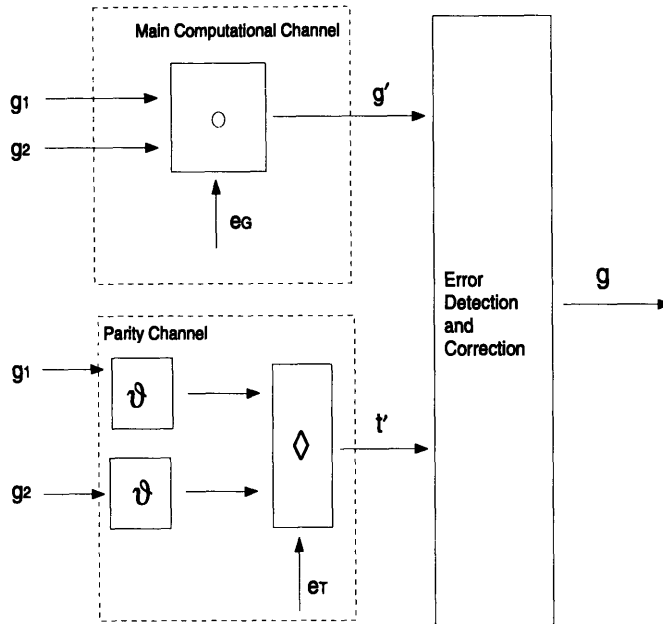 Main Computational Channel
g1
g2
○
g′
eG
Error
Detection
and
Correction
g
Parity Channel
g1
ϑ
g2
ϑ
◊
t′
eT